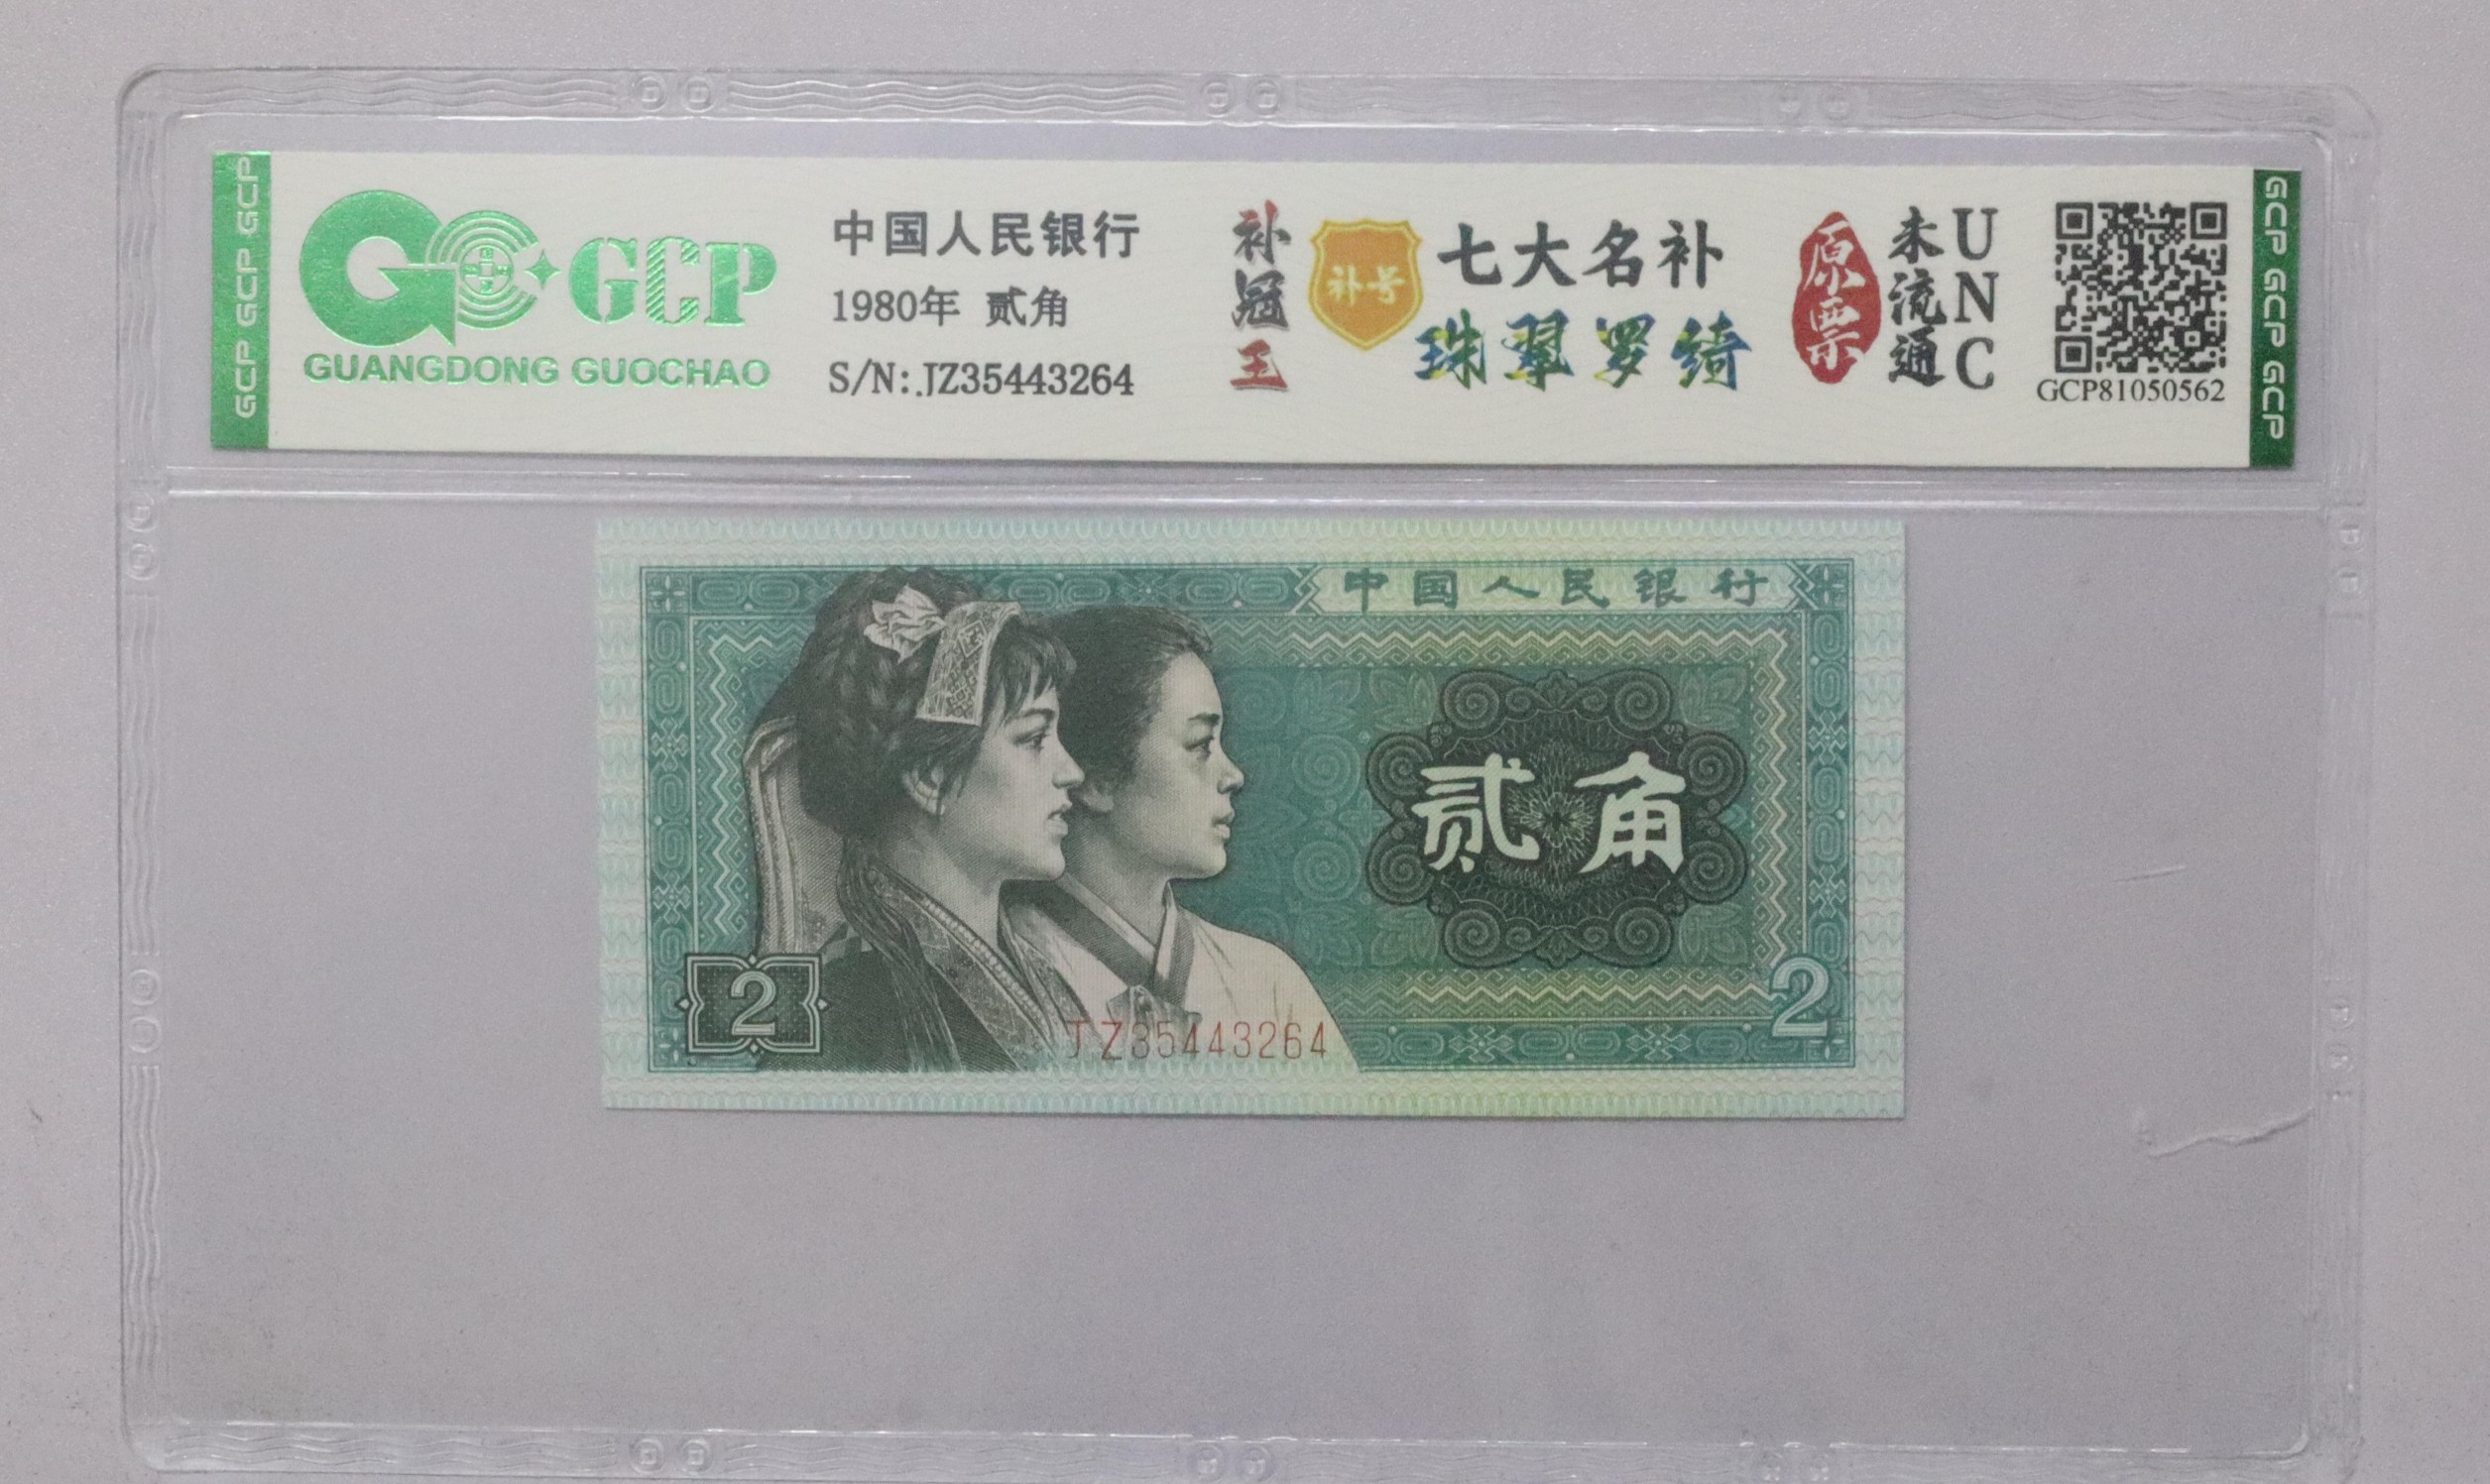 GCP GCP GCP
GCP
GUANGDONG GUOCHAO
中国人民银行
1980年 贰角
S/N:.JZ35443264
补冠王
补号
七大名补
珠翠罗绮
原票
未流通
UNC
GCP81050562
GCP GCP GCP GCP
中国人民银行
贰角
2
2
JZ35443264